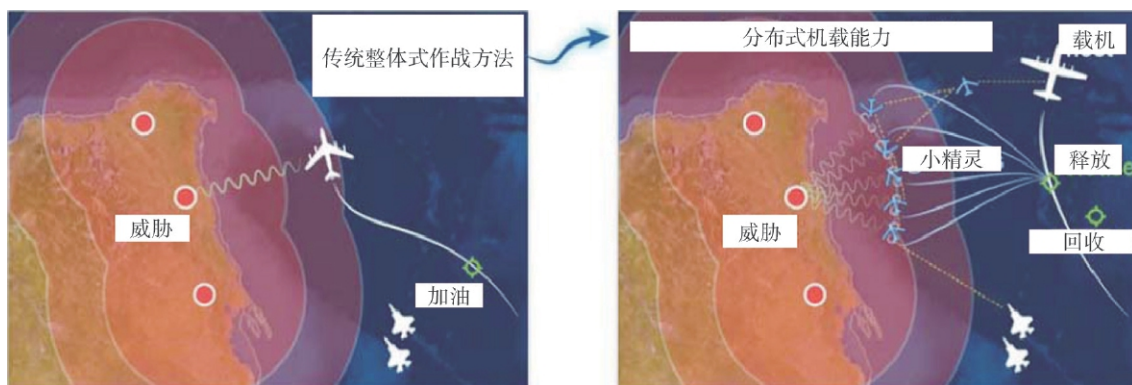 传统整体式作战方法
威胁
加油
分布式机载能力
载机
小精灵
释放
威胁
回收